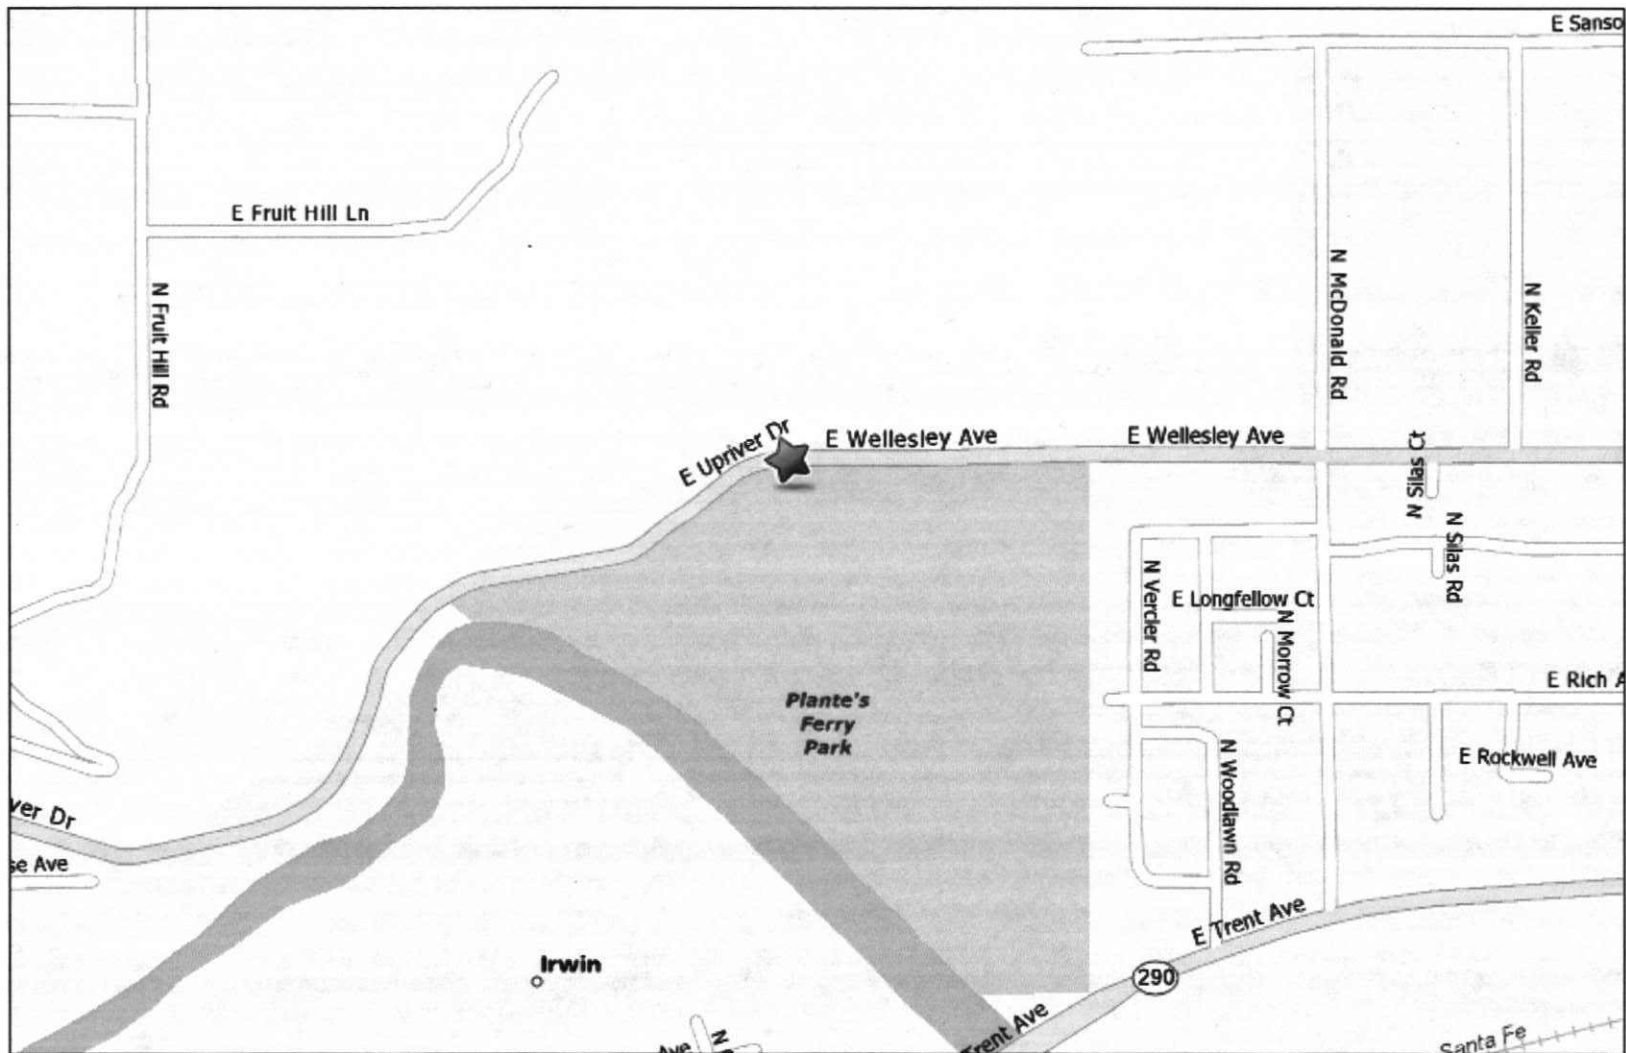 E Sanso
E Fruit Hill Ln
N Fruit Hill Rd
N McDonald Rd
N Keller Rd
E Upriver Dr
E Wellesley Ave
E Wellesley Ave
N Silas Ct
N Silas Rd
N Vercler Rd
E Longfellow Ct
N Morrow Ct
E Rich A
Plante's
Ferry
Park
N Woodlawn Rd
E Rockwell Ave
ver Dr
se Ave
E Trent Ave
Irwin
290
Trent Ave
Ave
N
Santa Fe